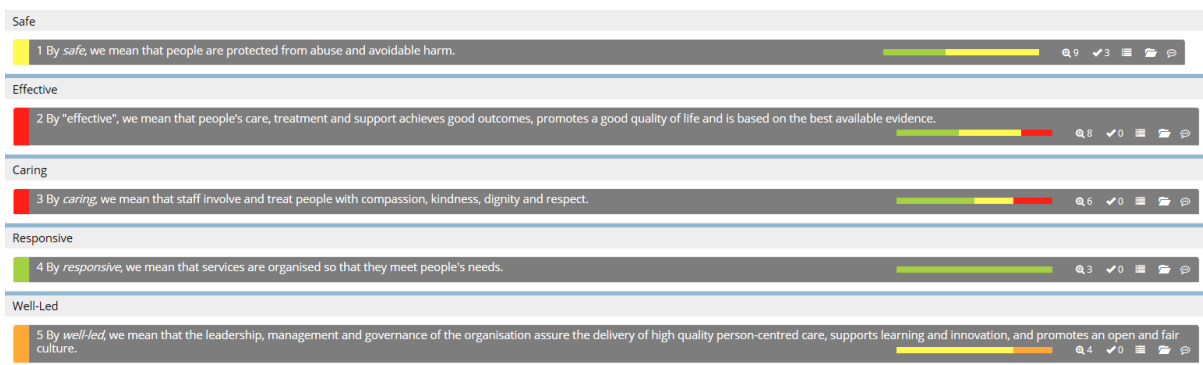 Safe
1 By safe, we mean that people are protected from abuse and avoidable harm.
9 3
Effective
2 By "effective", we mean that people's care, treatment and support achieves good outcomes, promotes a good quality of life and is based on the best available evidence.
8 0
Caring
3 By caring, we mean that staff involve and treat people with compassion, kindness, dignity and respect.
6 0
Responsive
4 By responsive, we mean that services are organised so that they meet people's needs.
3 0
Well-Led
5 By well-led, we mean that the leadership, management and governance of the organisation assure the delivery of high quality person-centred care, supports learning and innovation, and promotes an open and fair
culture.
4 0